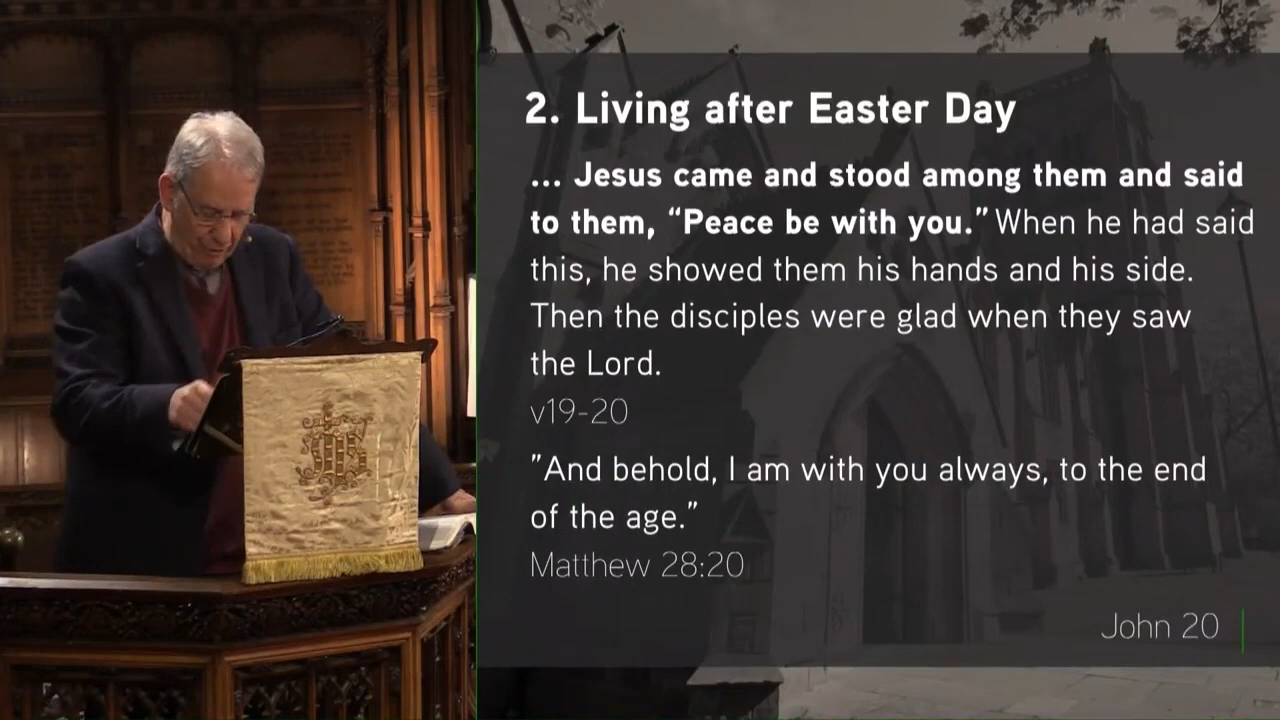 2. Living after Easter Day
... Jesus came and stood among them and said
to them, “Peace be with you.” When he had said
this, he showed them his hands and his side.
Then the disciples were glad when they saw
the Lord.
v19-20
”And behold, I am with you always, to the end
of the age.”
Matthew 28:20
John 20